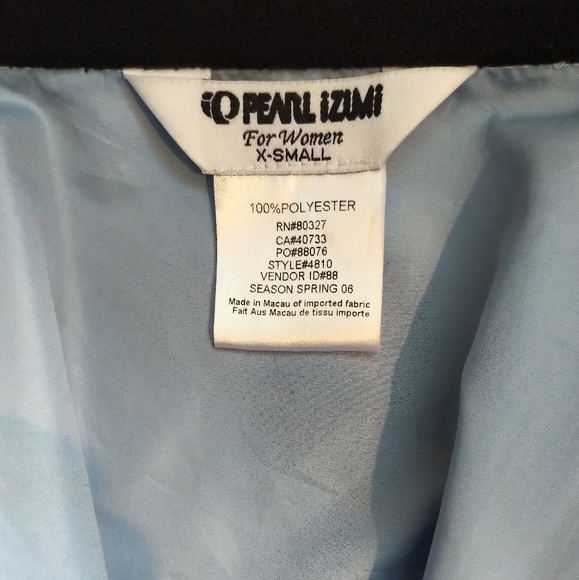 PEARL iZUMi
For Women
X-SMALL
100%POLYESTER
RN#80327
CA#40733
PO#88076
STYLE#4810
VENDOR ID#88
SEASON SPRING 06
Made in Macau of imported fabric
Fait Aus Macau de tissu importe